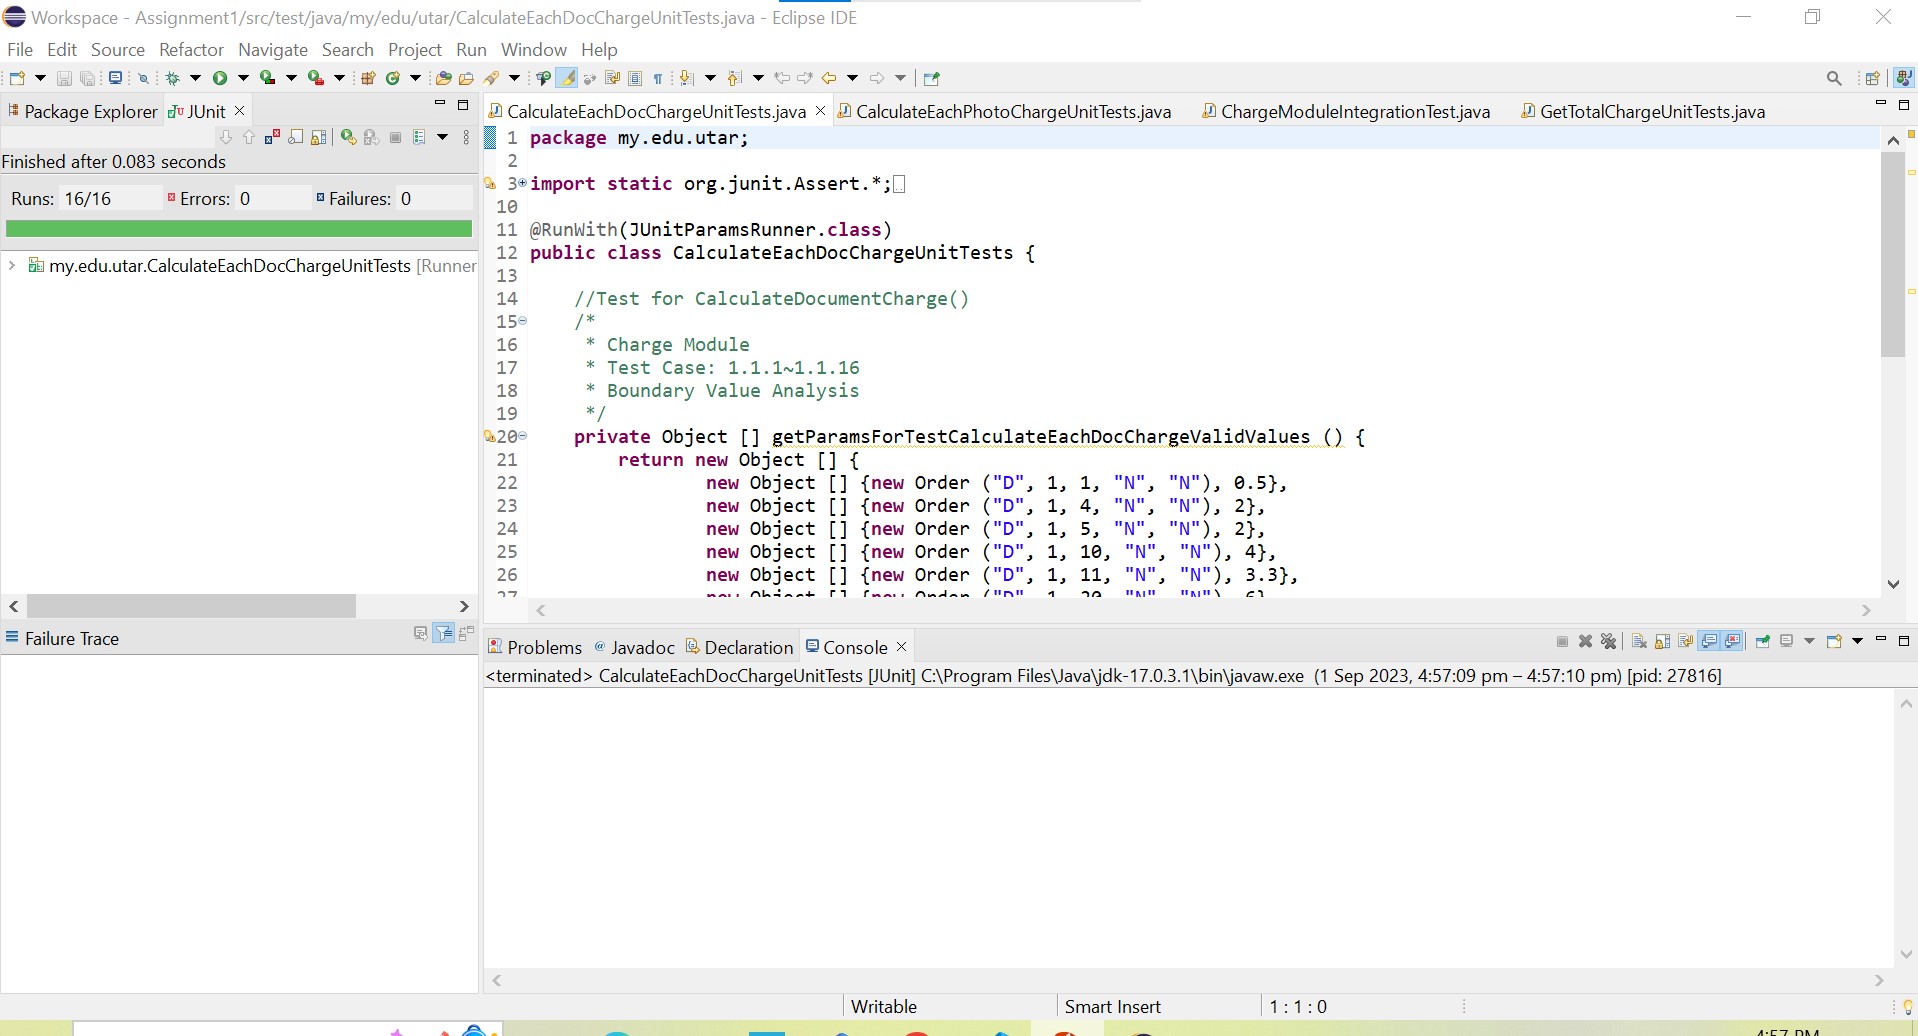 Workspace - Assignment1/src/test/java/my/edu/utar/CalculateEachDocChargeUnitTests.java - Eclipse IDE
File Edit Source Refactor Navigate Search Project Run Window Help
Package Explorer JUnit
Finished after 0.083 seconds
Runs: 16/16 Errors: 0 Failures: 0
my.edu.utar.CalculateEachDocChargeUnitTests [Runner
Failure Trace
CalculateEachDocChargeUnitTests.java CalculateEachPhotoChargeUnitTests.java ChargeModuleIntegrationTest.java GetTotalChargeUnitTests.java
1 package my.edu.utar;
2
3 import static org.junit.Assert.*;
10
11 @RunWith(JUnitParamsRunner.class)
12 public class CalculateEachDocChargeUnitTests {
13
14 //Test for CalculateDocumentCharge()
15 /*
16 * Charge Module
17 * Test Case: 1.1.1~1.1.16
18 * Boundary Value Analysis
19 */
20 private Object [] getParamsForTestCalculateEachDocChargeValidValues () {
21 return new Object [] {
22 new Object [] {new Order ("D", 1, 1, "N", "N"), 0.5},
23 new Object [] {new Order ("D", 1, 4, "N", "N"), 2},
24 new Object [] {new Order ("D", 1, 5, "N", "N"), 2},
25 new Object [] {new Order ("D", 1, 10, "N", "N"), 4},
26 new Object [] {new Order ("D", 1, 11, "N", "N"), 3.3},
27 new Object [] {new Order ("D", 1, 20, "N", "N"), 6},
Problems Javadoc Declaration Console
<terminated> CalculateEachDocChargeUnitTests [JUnit] C:\Program Files\Java\jdk-17.0.3.1\bin\javaw.exe (1 Sep 2023, 4:57:09 pm – 4:57:10 pm) [pid: 27816]
Writable Smart Insert 1 : 1 : 0
4:57 PM